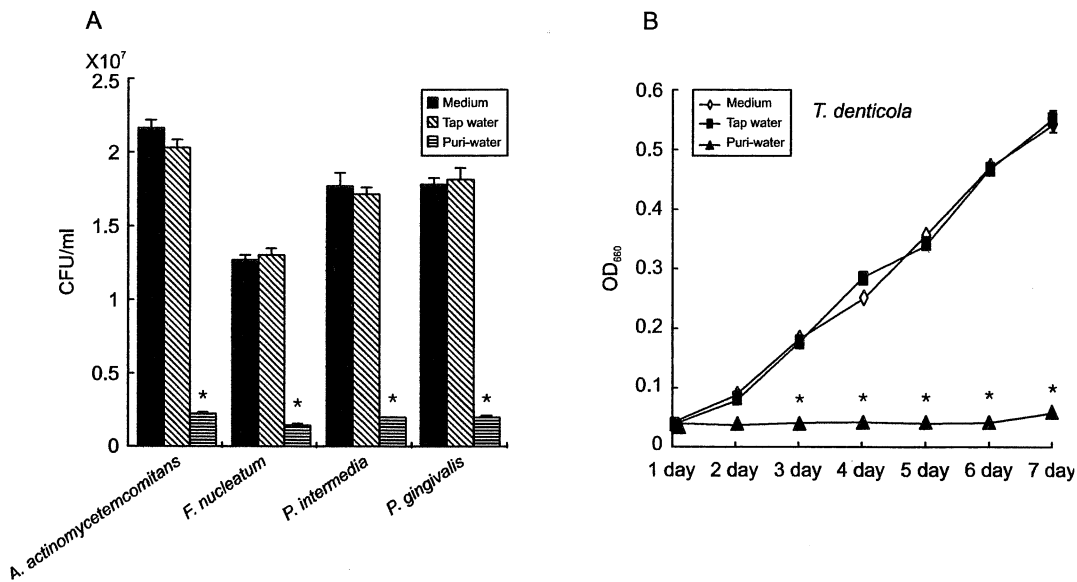 A
X10⁷
2.5
2
1.5
1
0.5
0
CFU/ml
Medium
Tap water
Puri-water
*
*
*
*
A. actinomycetemcomitans
F. nucleatum
P. intermedia
P. gingivalis
B
0.6
0.5
0.4
0.3
0.2
0.1
0
OD₆₆₀
Medium
Tap water
Puri-water
T. denticola
* * * * *
1 day 2 day 3 day 4 day 5 day 6 day 7 day